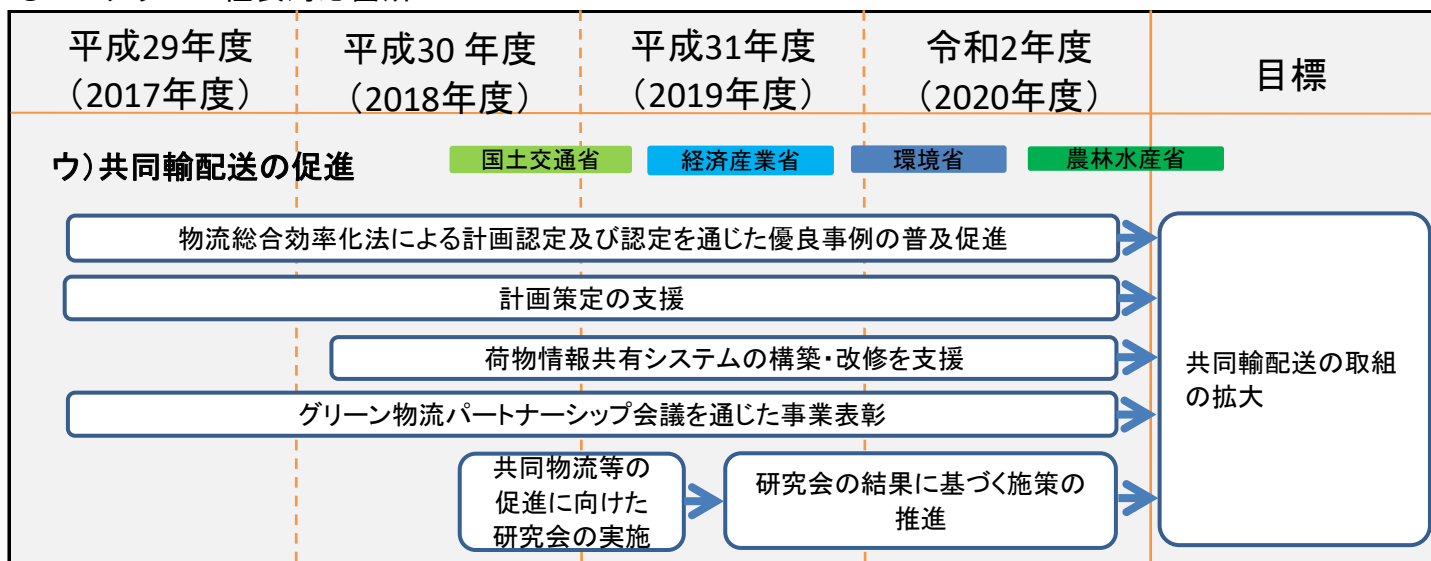 平成29年度
（2017年度）
平成30 年度
（2018年度）
平成31年度
（2019年度）
令和2年度
（2020年度）
目標
ウ）共同輸配送の促進
国土交通省
経済産業省
環境省
農林水産省
物流総合効率化法による計画認定及び認定を通じた優良事例の普及促進
計画策定の支援
荷物情報共有システムの構築・改修を支援
グリーン物流パートナーシップ会議を通じた事業表彰
共同物流等の
促進に向けた
研究会の実施
研究会の結果に基づく施策の
推進
共同輸配送の取組
の拡大